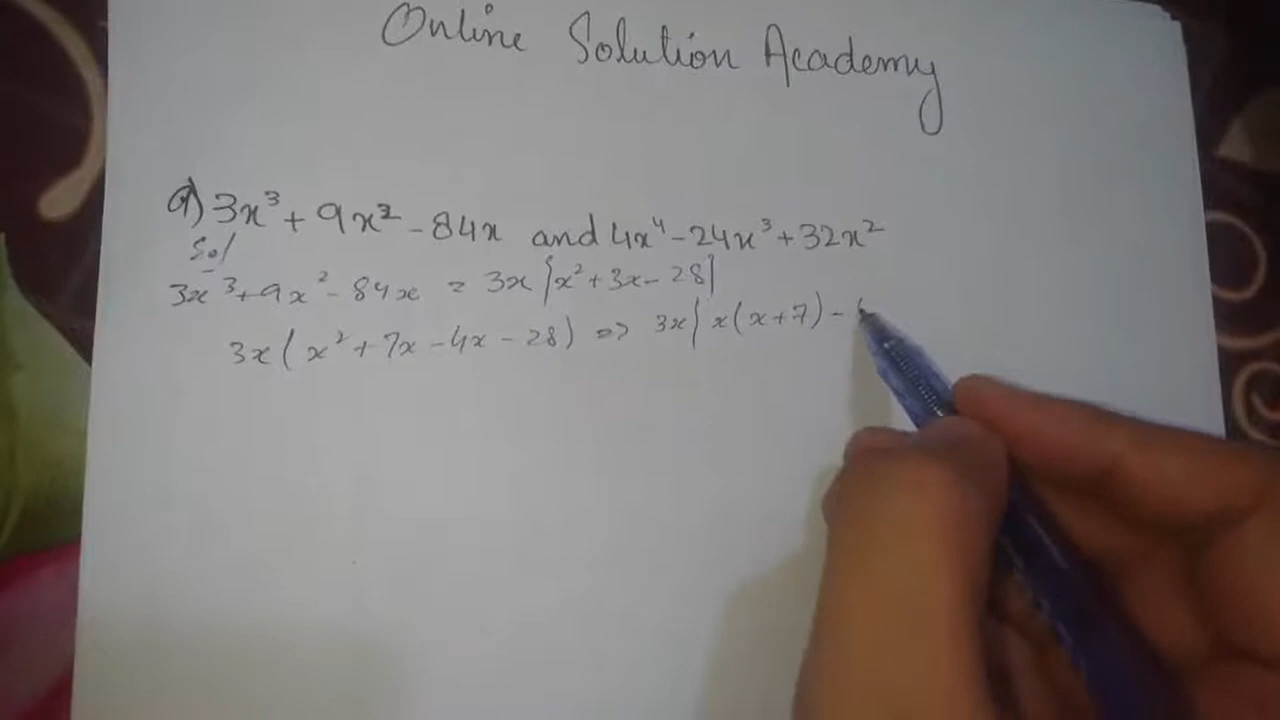 Online Solution Academy
Q) 3x³ + 9x² - 84x and 4x⁴ - 24x³ + 32x²
Sol
3x³ + 9x² - 84x = 3x[x² + 3x - 28]
3x(x² + 7x - 4x - 28) => 3x[x(x+7) -